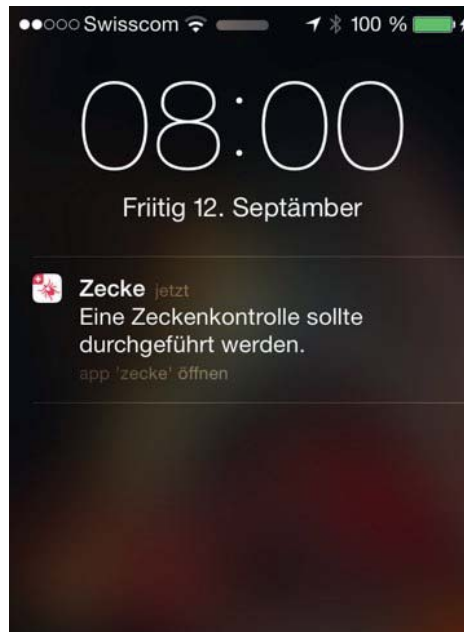 Swisscom 100 %
08:00
Friitig 12. Septämber
Zecke jetzt
Eine Zeckenkontrolle sollte
durchgeführt werden.
app 'zecke' öffnen